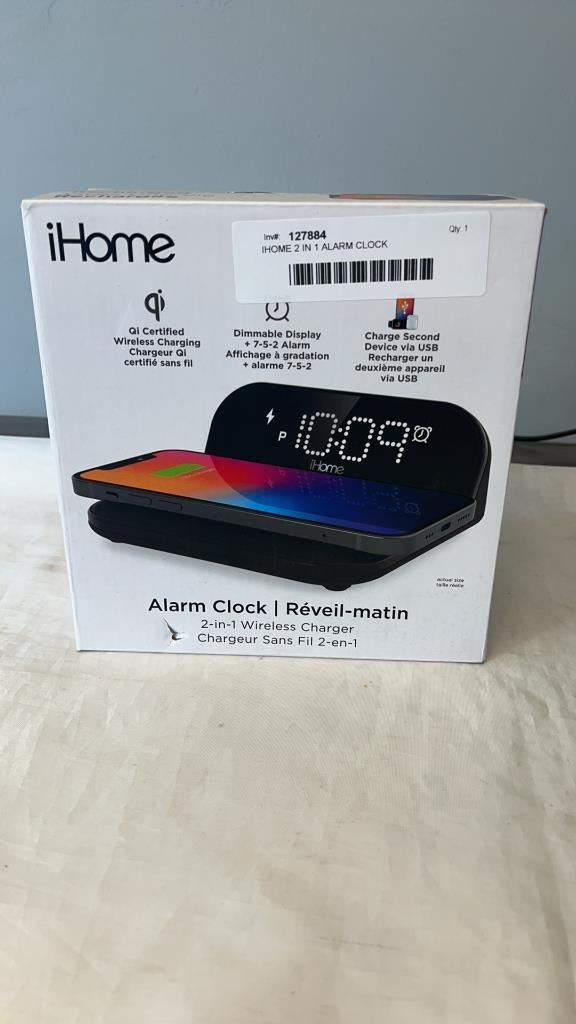 iHome
Inv#: 127884
Qty 1
IHOME 2 IN 1 ALARM CLOCK
qi
Qi Certified
Wireless Charging
Chargeur Qi
certifié sans fil
Dimmable Display
+ 7-5-2 Alarm
Affichage à gradation
+ alarme 7-5-2
Charge Second
Device via USB
Recharger un
deuxième appareil
via USB
P 10:09
iHome
actual size
taille réelle
Alarm Clock | Réveil-matin
2-in-1 Wireless Charger
Chargeur Sans Fil 2-en-1